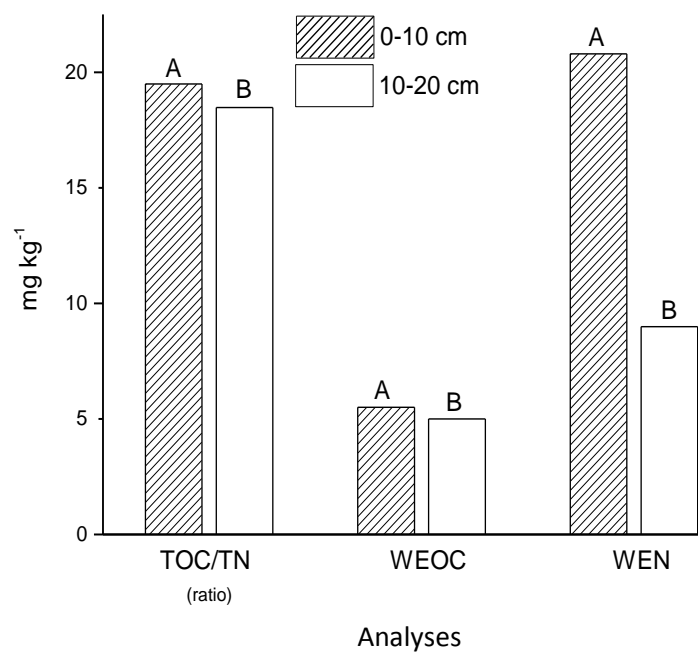 0-10 cm
10-20 cm
20
15
10
5
0
mg kg⁻¹
A
B
A
B
A
B
TOC/TN
(ratio)
WEOC
WEN
Analyses